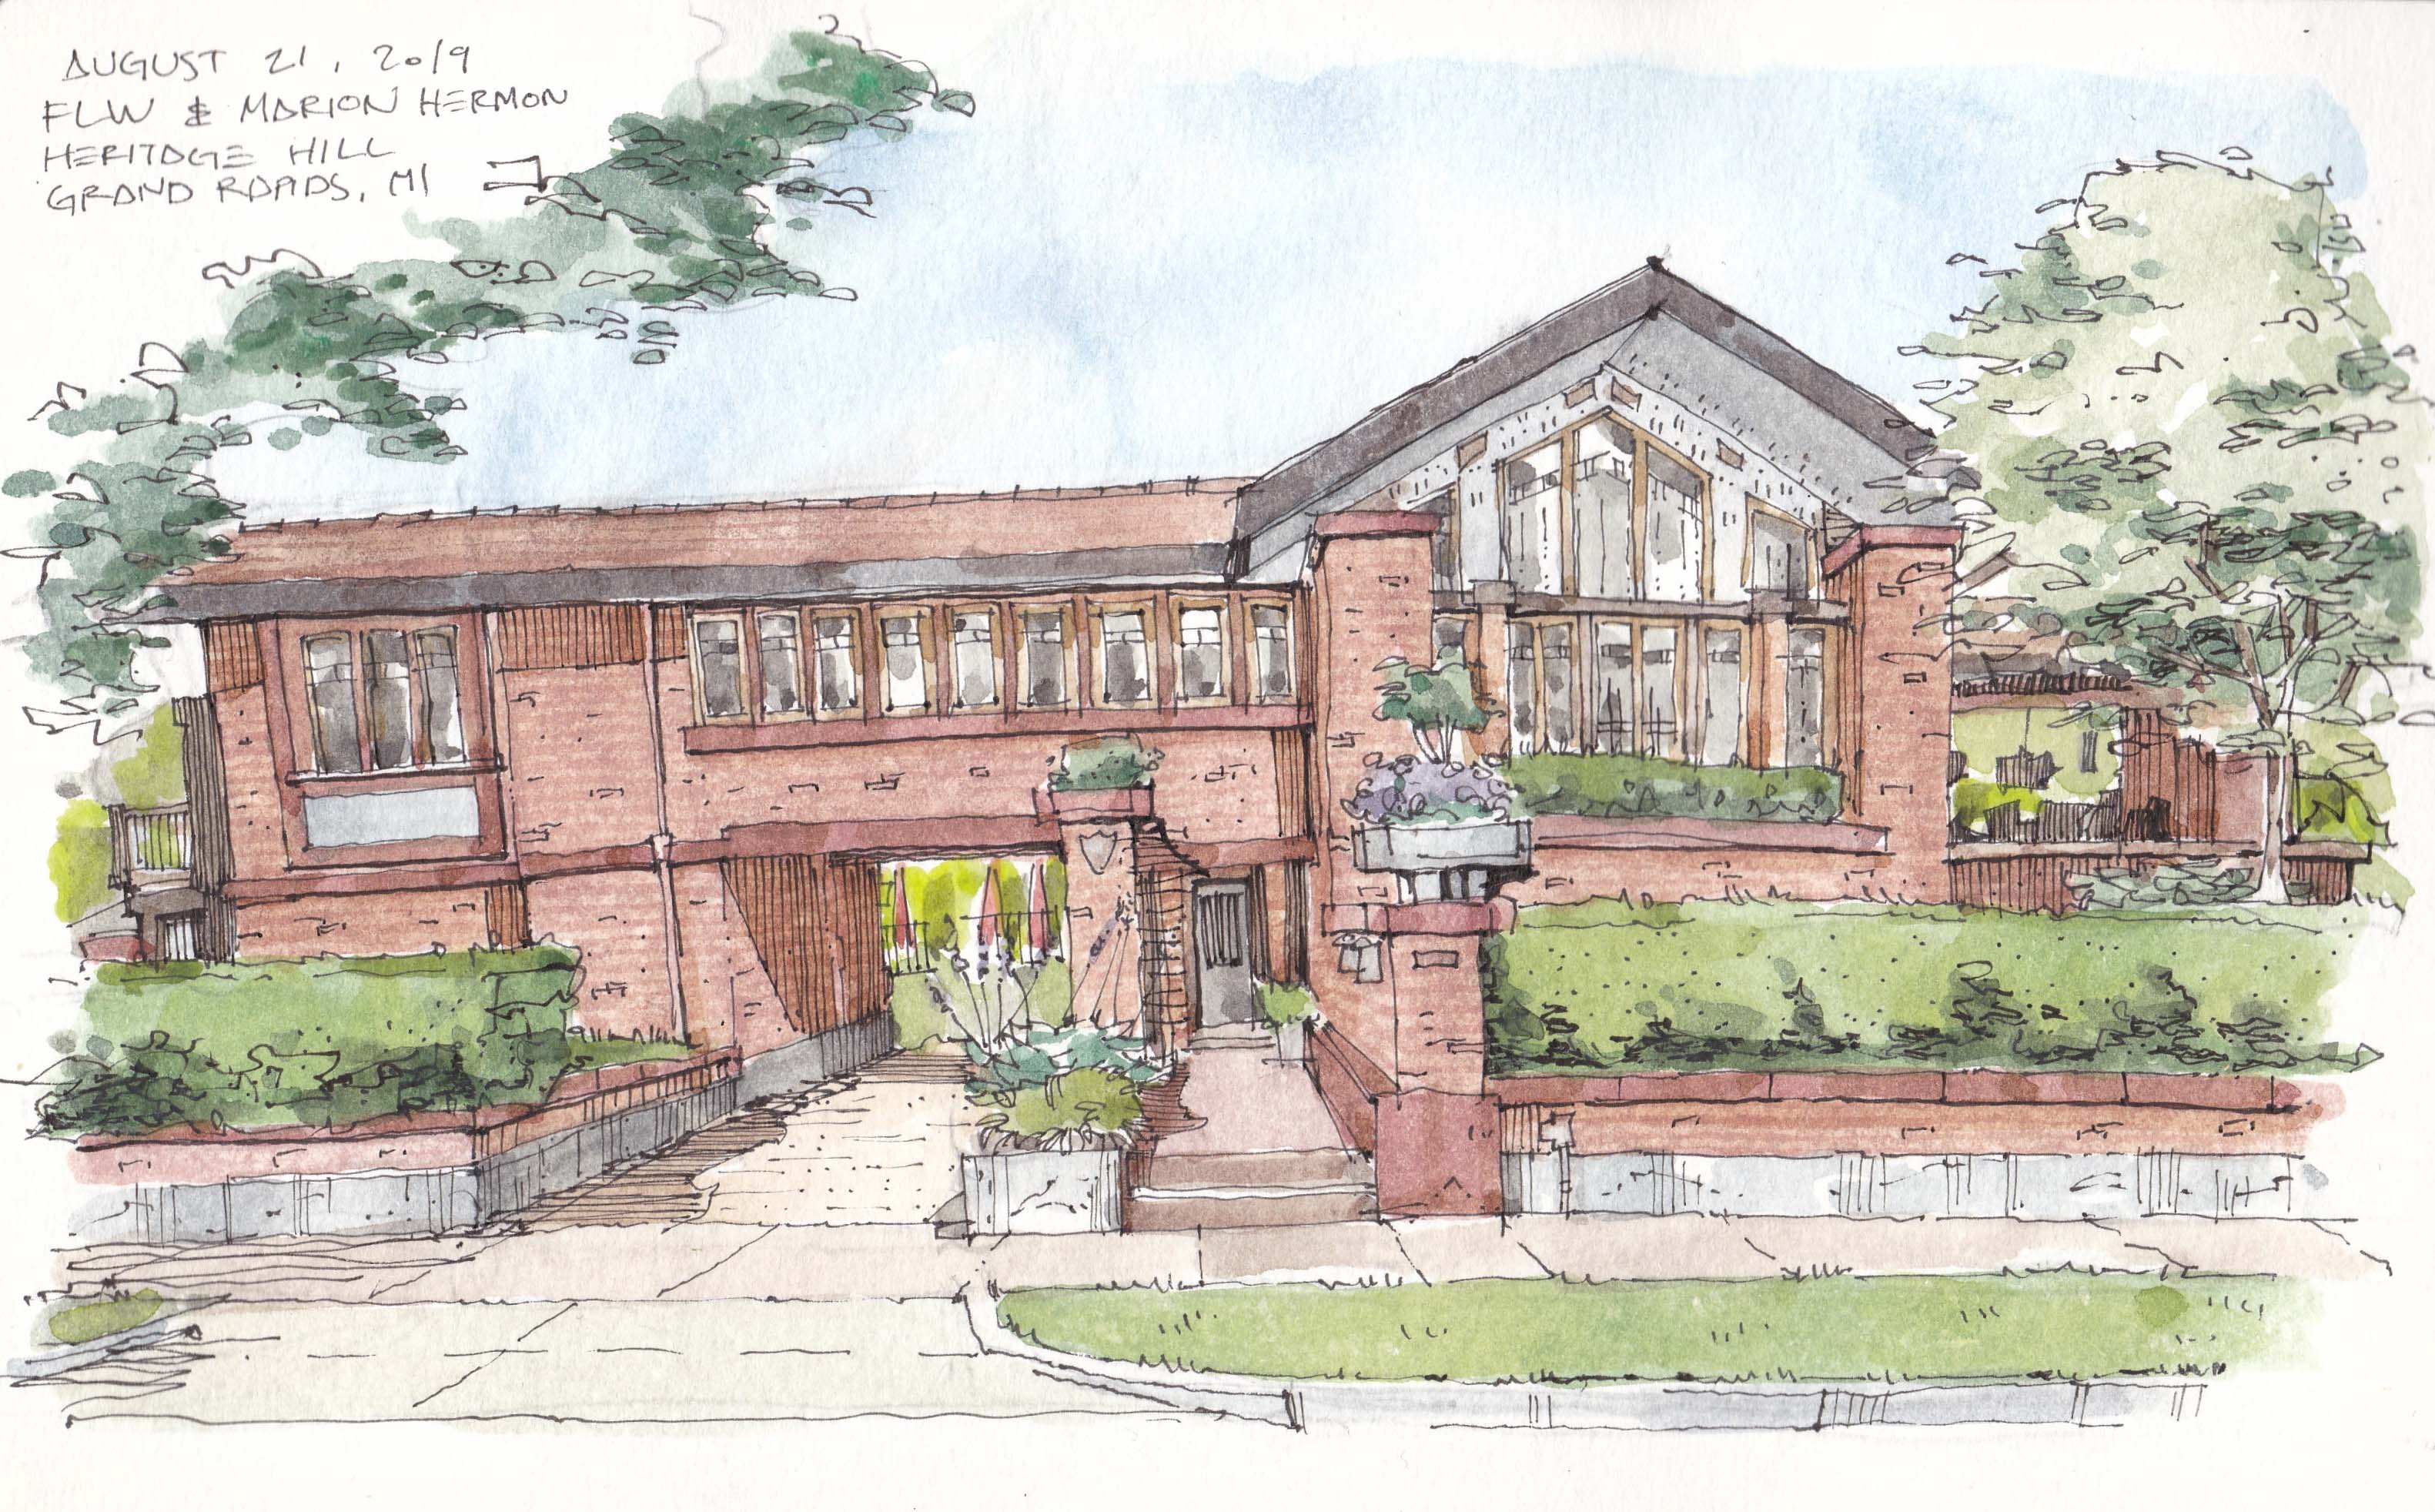 AUGUST 21, 2019
FLW & MARION HERMON
HERITAGE HILL
GRAND RAPIDS, MI